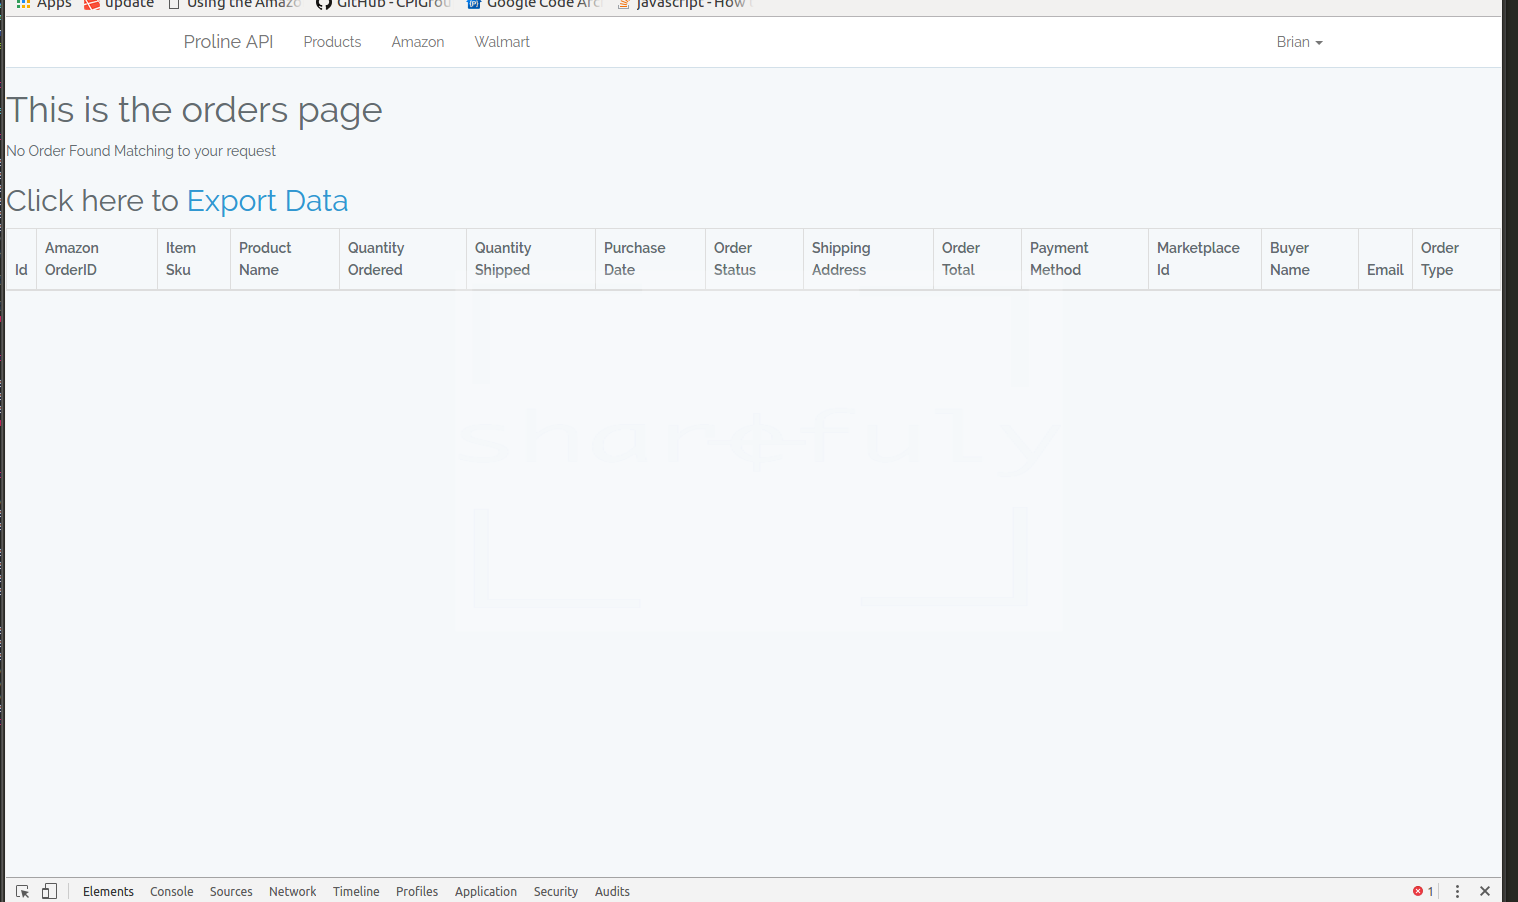 Apps update Using the Amazo GitHub - CPIGrou Google Code Arc javascript - How
Proline API Products Amazon Walmart Brian
This is the orders page
No Order Found Matching to your request
Click here to Export Data
Id Amazon OrderID Item Sku Product Name Quantity Ordered Quantity Shipped Purchase Date Order Status Shipping Address Order Total Payment Method Marketplace Id Buyer Name Email Order Type
sharefuly
Elements Console Sources Network Timeline Profiles Application Security Audits 1